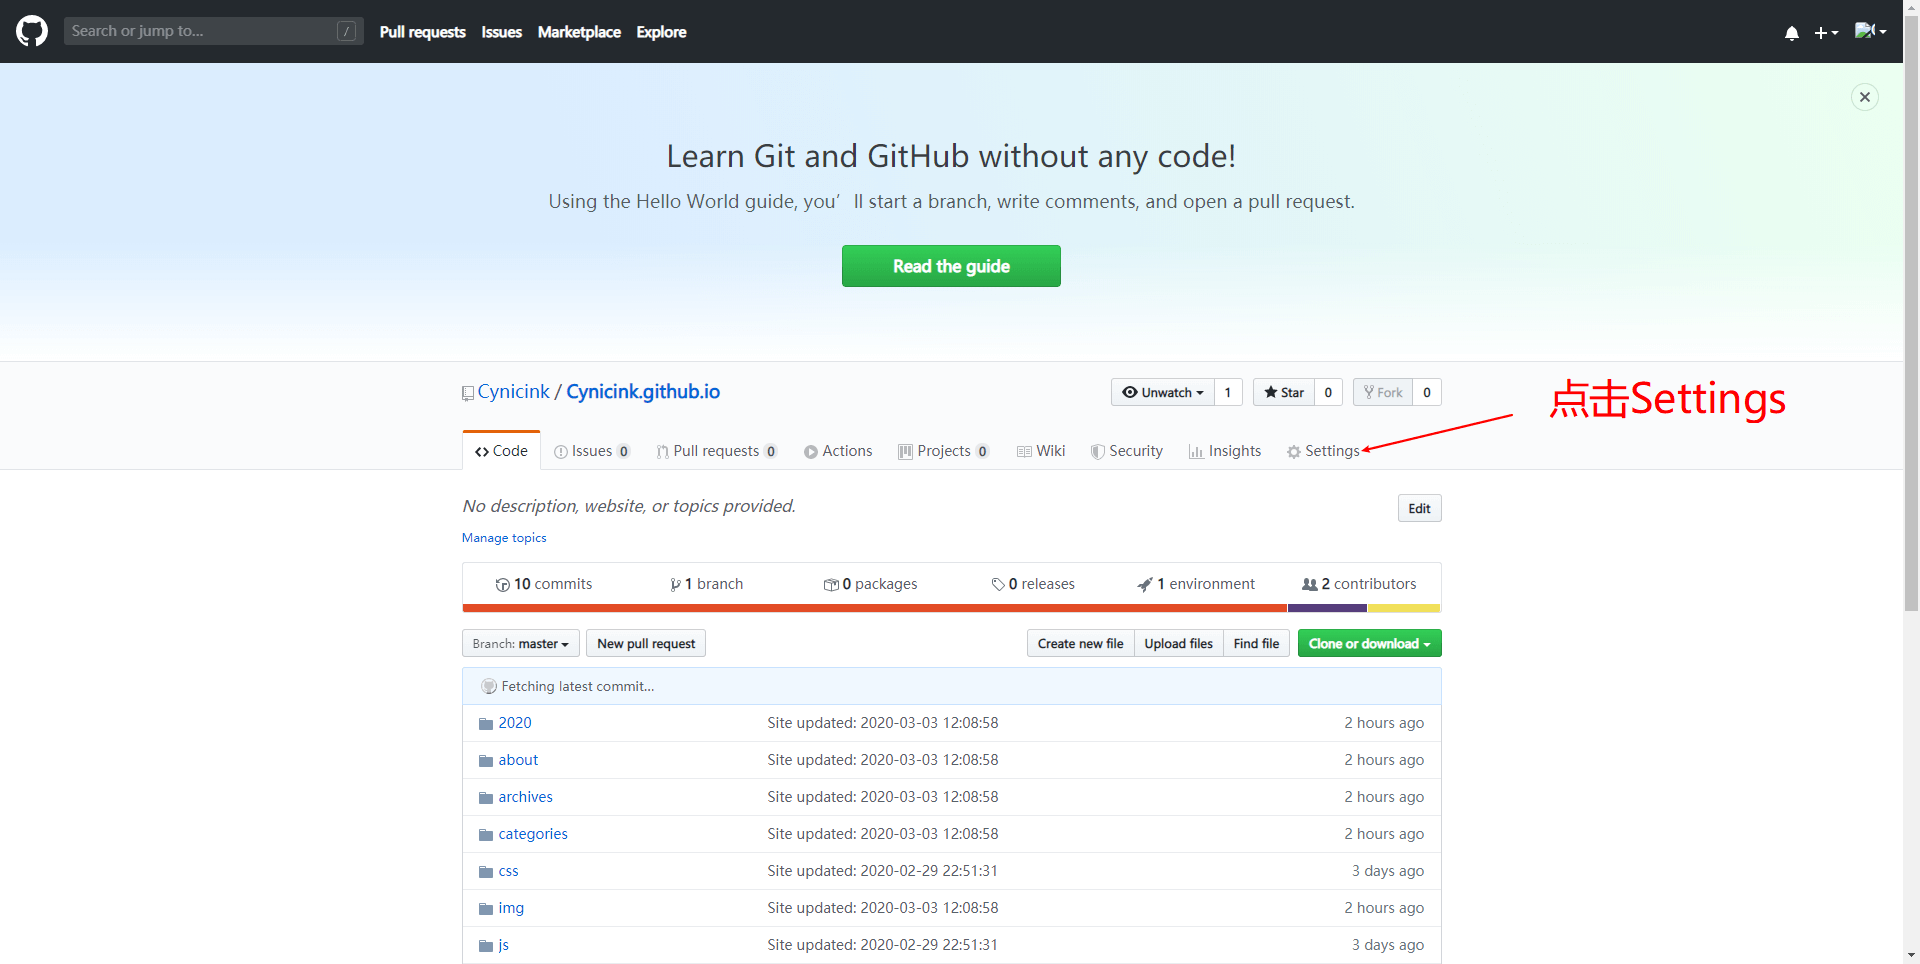 Search or jump to... /
Pull requests Issues Marketplace Explore
Learn Git and GitHub without any code!
Using the Hello World guide, you’ll start a branch, write comments, and open a pull request.
Read the guide
Cynicink / Cynicink.github.io
Unwatch 1 Star 0 Fork 0
点击Settings
Code Issues 0 Pull requests 0 Actions Projects 0 Wiki Security Insights Settings
No description, website, or topics provided.
Edit
Manage topics
10 commits 1 branch 0 packages 0 releases 1 environment 2 contributors
Branch: master New pull request Create new file Upload files Find file Clone or download
Fetching latest commit...
2020 Site updated: 2020-03-03 12:08:58 2 hours ago
about Site updated: 2020-03-03 12:08:58 2 hours ago
archives Site updated: 2020-03-03 12:08:58 2 hours ago
categories Site updated: 2020-03-03 12:08:58 2 hours ago
css Site updated: 2020-02-29 22:51:31 3 days ago
img Site updated: 2020-03-03 12:08:58 2 hours ago
js Site updated: 2020-02-29 22:51:31 3 days ago